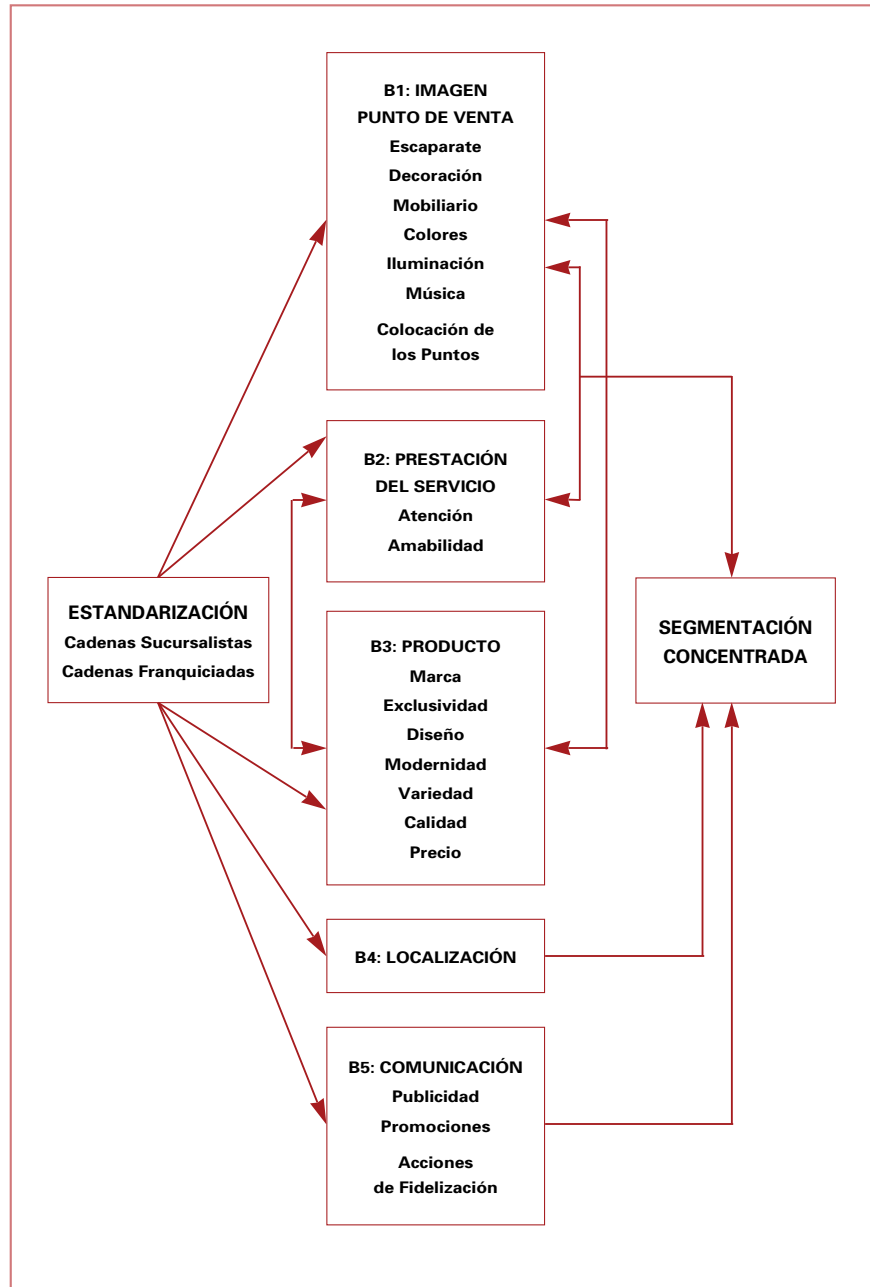 B1: IMAGEN
PUNTO DE VENTA
Escaparate
Decoración
Mobiliario
Colores
Iluminación
Música
Colocación de
los Puntos
B2: PRESTACIÓN
DEL SERVICIO
Atención
Amabilidad
ESTANDARIZACIÓN
Cadenas Sucursalistas
Cadenas Franquiciadas
B3: PRODUCTO
Marca
Exclusividad
Diseño
Modernidad
Variedad
Calidad
Precio
SEGMENTACIÓN
CONCENTRADA
B4: LOCALIZACIÓN
B5: COMUNICACIÓN
Publicidad
Promociones
Acciones
de Fidelización